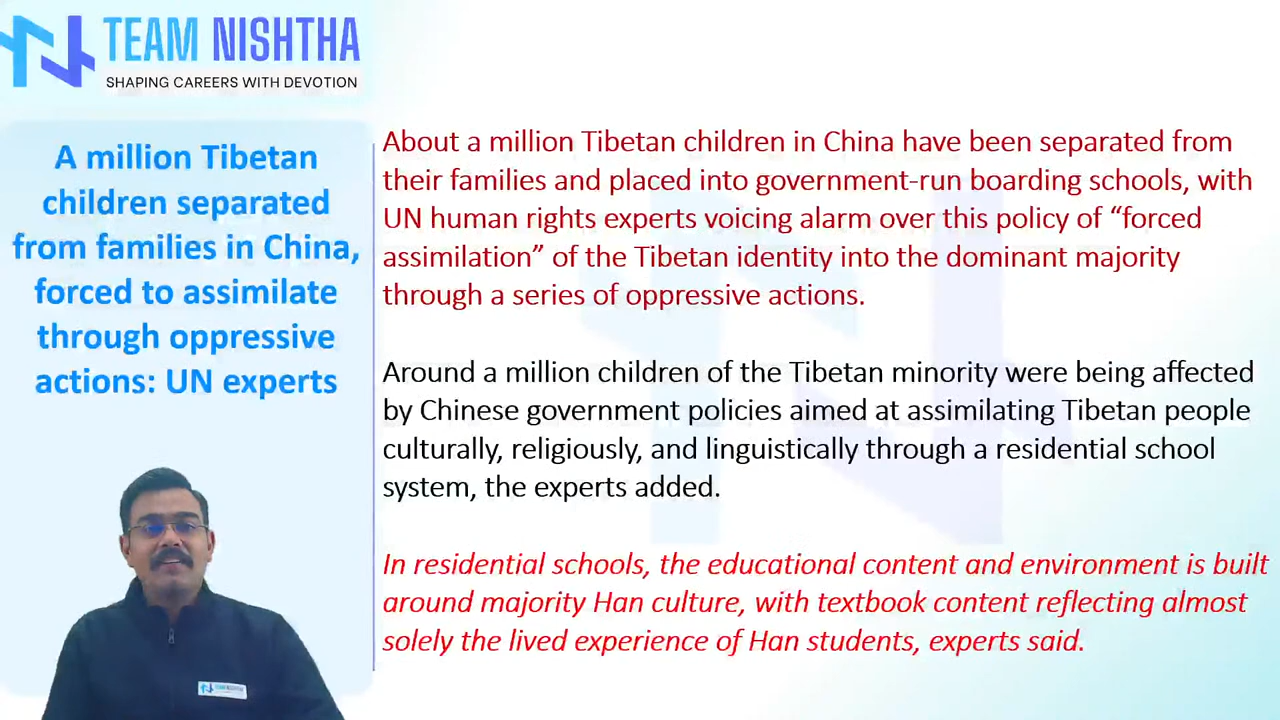 TEAM NISHTHA
SHAPING CAREERS WITH DEVOTION
A million Tibetan
children separated
from families in China,
forced to assimilate
through oppressive
actions: UN experts
About a million Tibetan children in China have been separated from
their families and placed into government-run boarding schools, with
UN human rights experts voicing alarm over this policy of “forced
assimilation” of the Tibetan identity into the dominant majority
through a series of oppressive actions.
Around a million children of the Tibetan minority were being affected
by Chinese government policies aimed at assimilating Tibetan people
culturally, religiously, and linguistically through a residential school
system, the experts added.
In residential schools, the educational content and environment is built
around majority Han culture, with textbook content reflecting almost
solely the lived experience of Han students, experts said.
TEAM NISHTHA